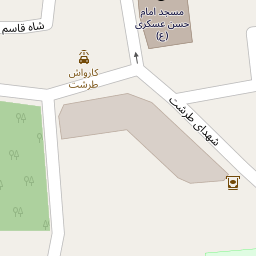 مسجد امام
حسن عسکری
(ع)
شاه قاسم
کارواش
طرشت
شهدای طرشت